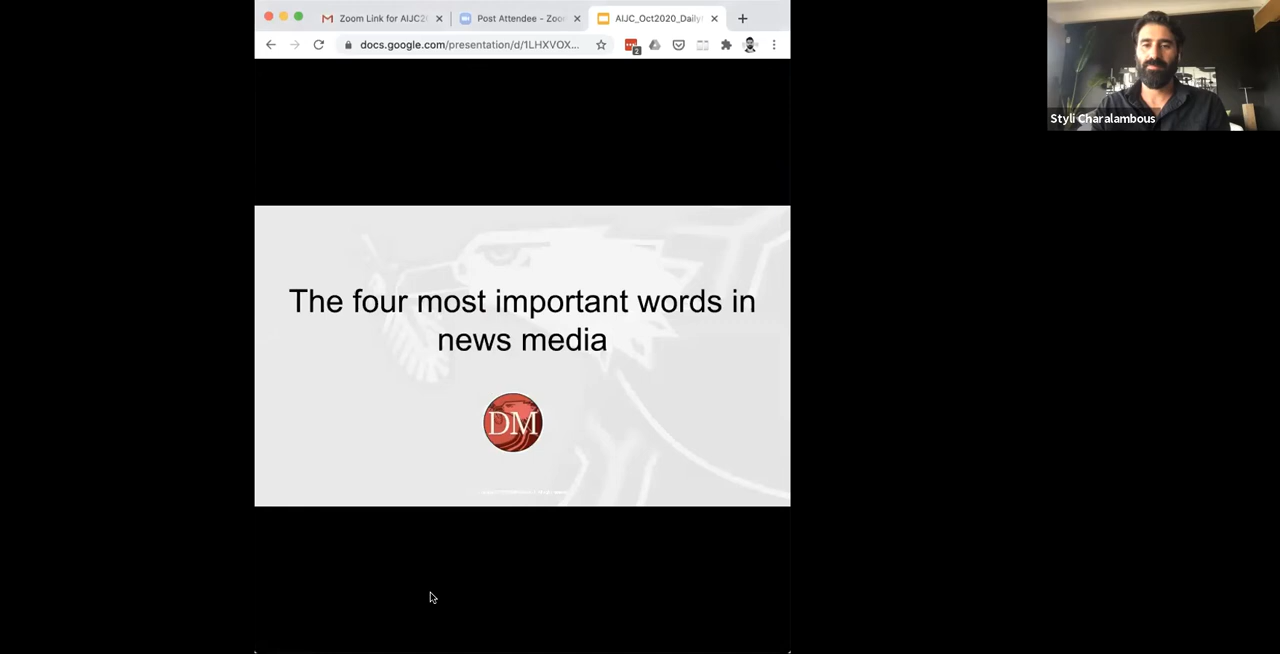 Zoom Link for AIJC2
Post Attendee - Zoo
AIJC_Oct2020_Daily
docs.google.com/presentation/d/1LHXVOX...
2
Styli Charalambous
The four most important words in
news media
DM